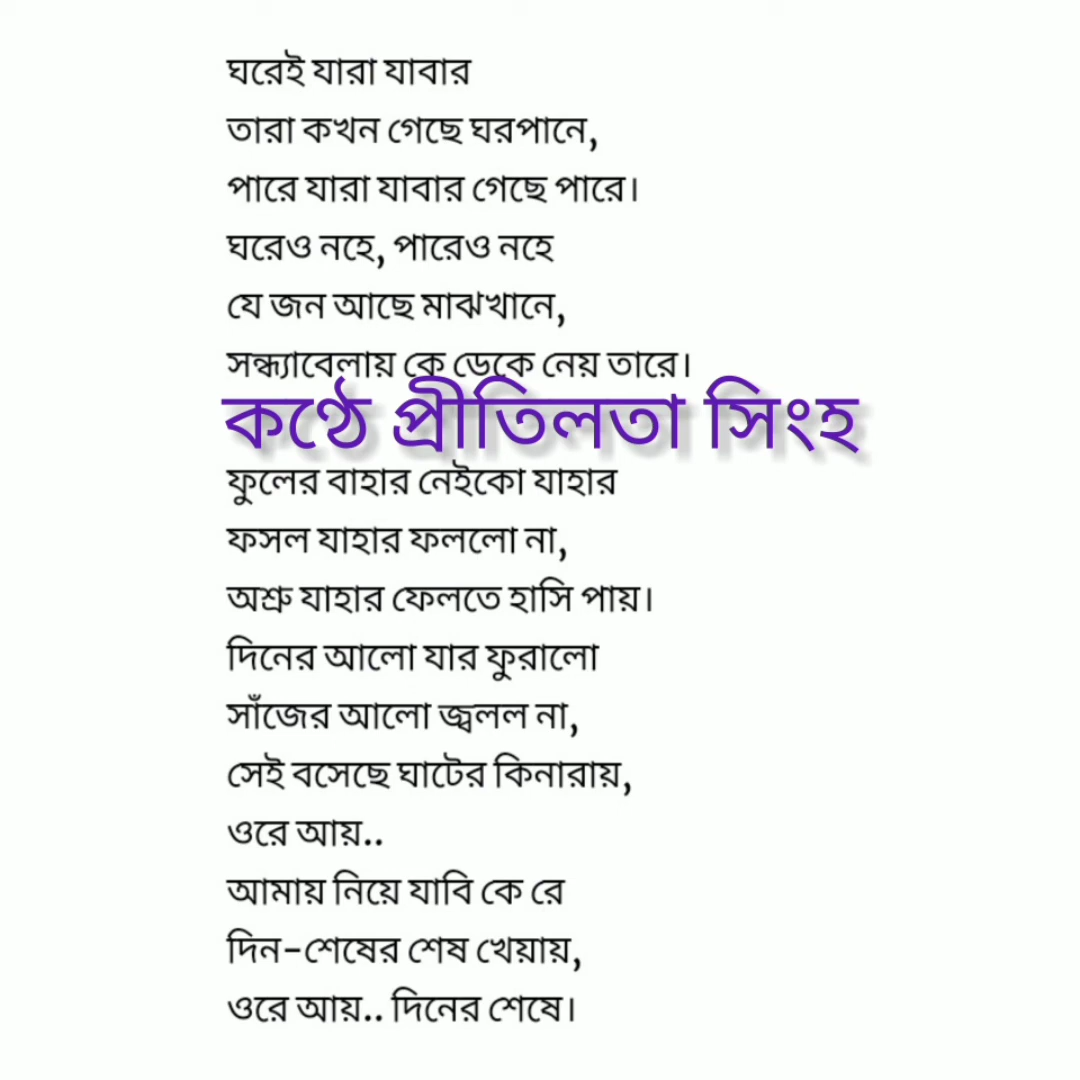 ঘরেই যারা যাবার
তারা কখন গেছে ঘরপানে,
পারে যারা যাবার গেছে পারে।
ঘরেও নহে, পারেও নহে
যে জন আছে মাঝখানে,
সন্ধ্যাবেলায় কে ডেকে নেয় তারে।
কণ্ঠে প্রীতিলতা সিংহ
ফুলের বাহার নেইকো যাহার
ফসল যাহার ফললো না,
অশ্রু যাহার ফেলতে হাসি পায়।
দিনের আলো যার ফুরালো
সাঁজের আলো জ্বলল না,
সেই বসেছে ঘাটের কিনারায়,
ওরে আয়..
আমায় নিয়ে যাবি কে রে
দিন-শেষের শেষ খেয়ায়,
ওরে আয়.. দিনের শেষে।